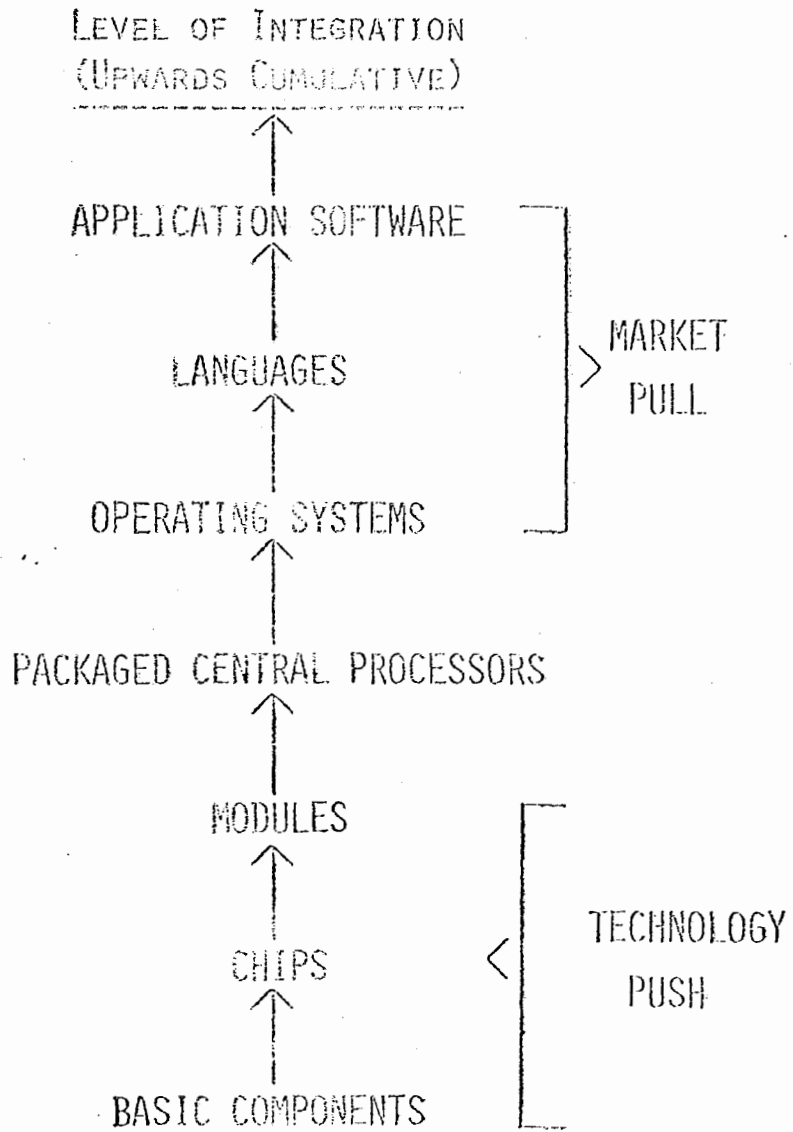 LEVEL OF INTEGRATION
(UPWARDS CUMULATIVE)
APPLICATION SOFTWARE
LANGUAGES
MARKET
PULL
OPERATING SYSTEMS
PACKAGED CENTRAL PROCESSORS
MODULES
CHIPS
TECHNOLOGY
PUSH
BASIC COMPONENTS